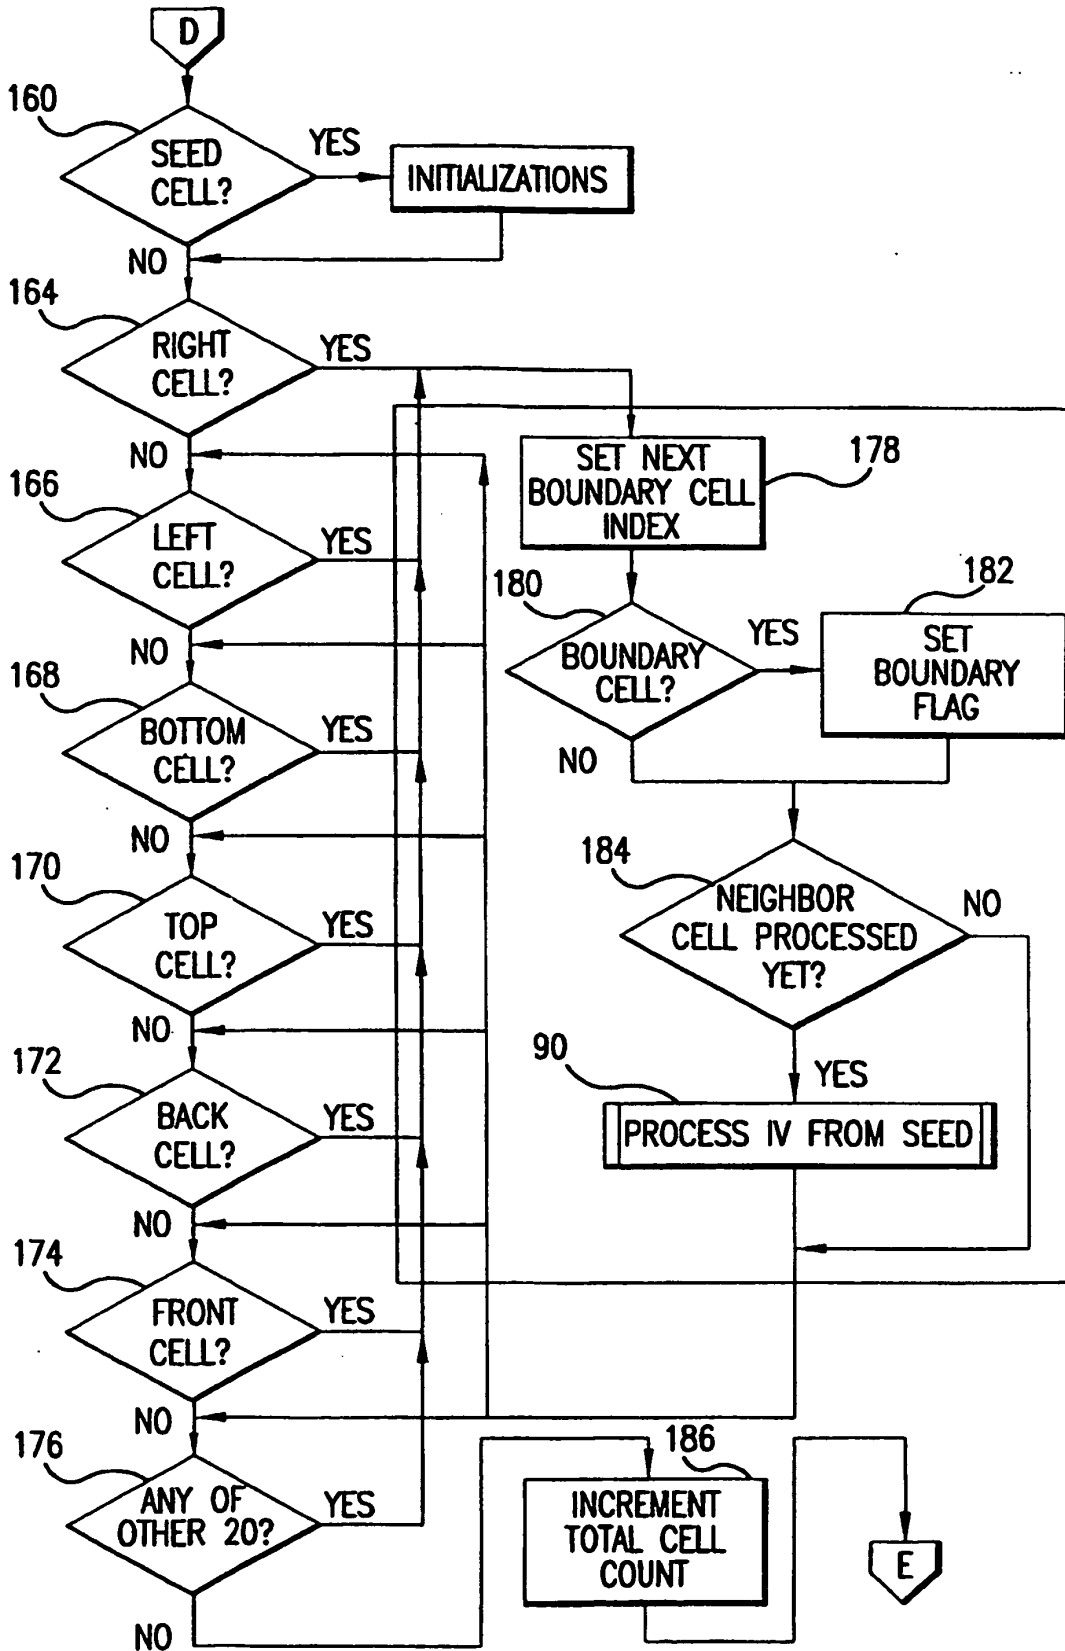 D
160
SEED
CELL?
YES
INITIALIZATIONS
NO
164
RIGHT
CELL?
YES
NO
SET NEXT
BOUNDARY CELL
INDEX
178
166
LEFT
CELL?
YES
180
BOUNDARY
CELL?
YES
182
SET
BOUNDARY
FLAG
NO
NO
168
BOTTOM
CELL?
YES
NO
184
NEIGHBOR
CELL PROCESSED
YET?
NO
170
TOP
CELL?
YES
NO
YES
90
PROCESS IV FROM SEED
172
BACK
CELL?
YES
NO
174
FRONT
CELL?
YES
NO
176
ANY OF
OTHER 20?
YES
NO
186
INCREMENT
TOTAL CELL
COUNT
E